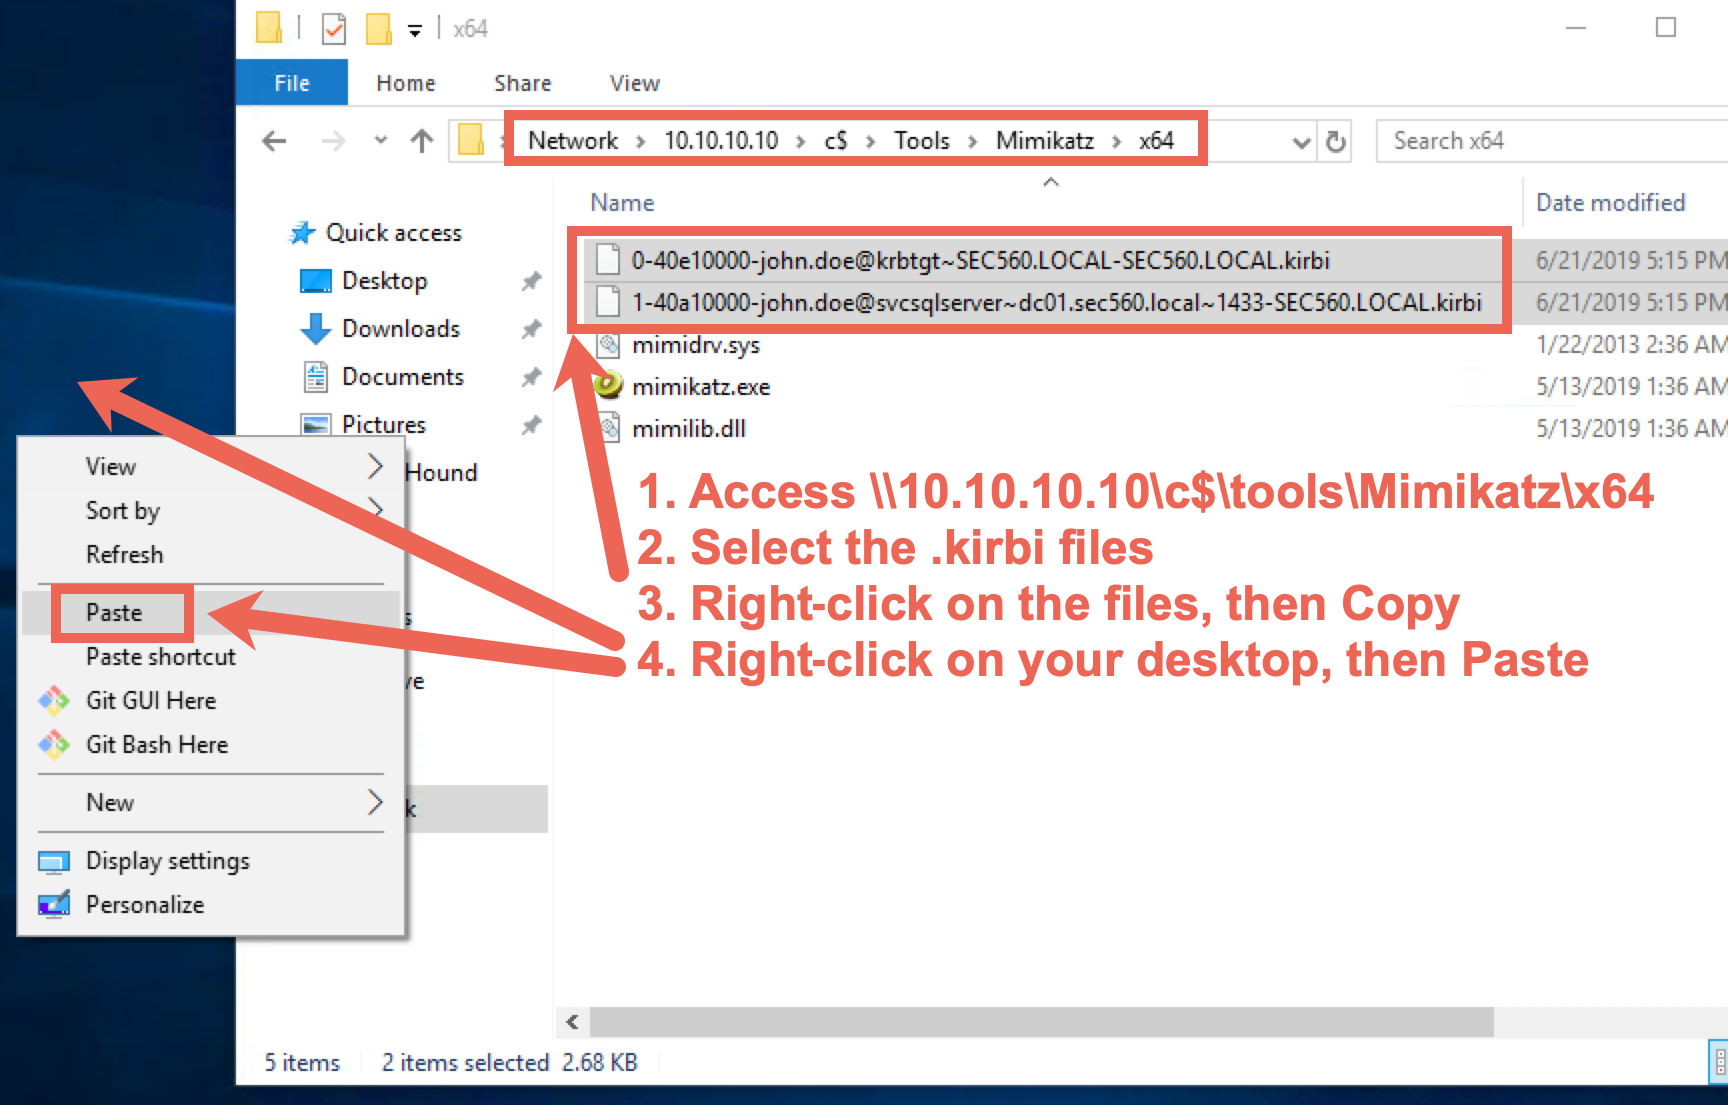 x64
File Home Share View
Network > 10.10.10.10 > c$ > Tools > Mimikatz > x64
Search x64
Name
Date modified
Quick access
Desktop
Downloads
Documents
Pictures
Hound
0-40e10000-john.doe@krbtgt~SEC560.LOCAL-SEC560.LOCAL.kirbi 6/21/2019 5:15 PM
1-40a10000-john.doe@svcsqlserver~dc01.sec560.local~1433-SEC560.LOCAL.kirbi 6/21/2019 5:15 PM
mimidrv.sys 1/22/2013 2:36 AM
mimikatz.exe 5/13/2019 1:36 AM
mimilib.dll 5/13/2019 1:36 AM
1. Access \\10.10.10.10\c$\tools\Mimikatz\x64
2. Select the .kirbi files
3. Right-click on the files, then Copy
4. Right-click on your desktop, then Paste
View
Sort by
Refresh
Paste
Paste shortcut
Git GUI Here
Git Bash Here
New
Display settings
Personalize
5 items 2 items selected 2.68 KB